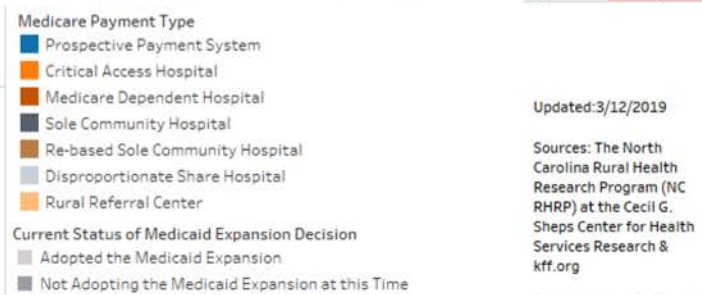 Medicare Payment Type
Prospective Payment System
Critical Access Hospital
Medicare Dependent Hospital
Sole Community Hospital
Re-based Sole Community Hospital
Disproportionate Share Hospital
Rural Referral Center
Current Status of Medicaid Expansion Decision
Adopted the Medicaid Expansion
Not Adopting the Medicaid Expansion at this Time
Updated:3/12/2019
Sources: The North
Carolina Rural Health
Research Program (NC
RHRP) at the Cecil G.
Sheps Center for Health
Services Research &
kff.org